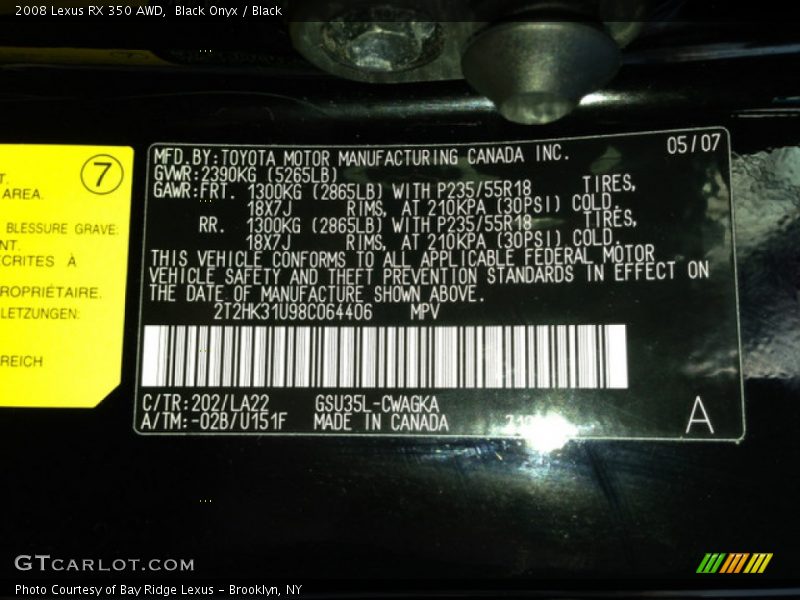 2008 Lexus RX 350 AWD, Black Onyx / Black
7
T.
AREA.
BLESSURE GRAVE:
NT.
ECRITES À
ROPRIÉTAIRE.
LETZUNGEN:
REICH
MFD.BY:TOYOTA MOTOR MANUFACTURING CANADA INC. 05/07
GVWR:2390KG (5265LB)
GAWR:FRT. 1300KG (2865LB) WITH P235/55R18 TIRES,
18X7J RIMS, AT 210KPA (30PSI) COLD.
RR. 1300KG (2865LB) WITH P235/55R18 TIRES,
18X7J RIMS, AT 210KPA (30PSI) COLD.
THIS VEHICLE CONFORMS TO ALL APPLICABLE FEDERAL MOTOR
VEHICLE SAFETY AND THEFT PREVENTION STANDARDS IN EFFECT ON
THE DATE OF MANUFACTURE SHOWN ABOVE.
2T2HK31U98C064406 MPV
C/TR:202/LA22 GSU35L-CWAGKA
A/TM:-02B/U151F MADE IN CANADA
A
GTCARLOT.COM
Photo Courtesy of Bay Ridge Lexus - Brooklyn, NY